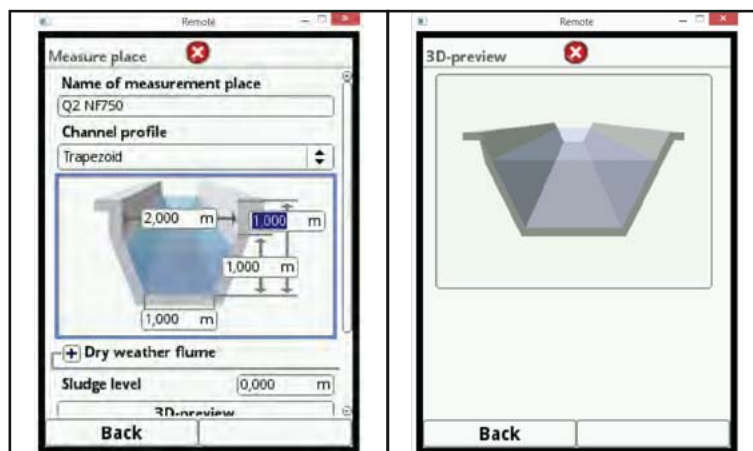 Remote
Measure place
Name of measurement place
Q2 NF750
Channel profile
Trapezoid
2,000 m
1,000 m
1,000 m
1,000 m
Dry weather flume
Sludge level 0,000 m
3D-preview
Back
Remote
3D-preview
Back